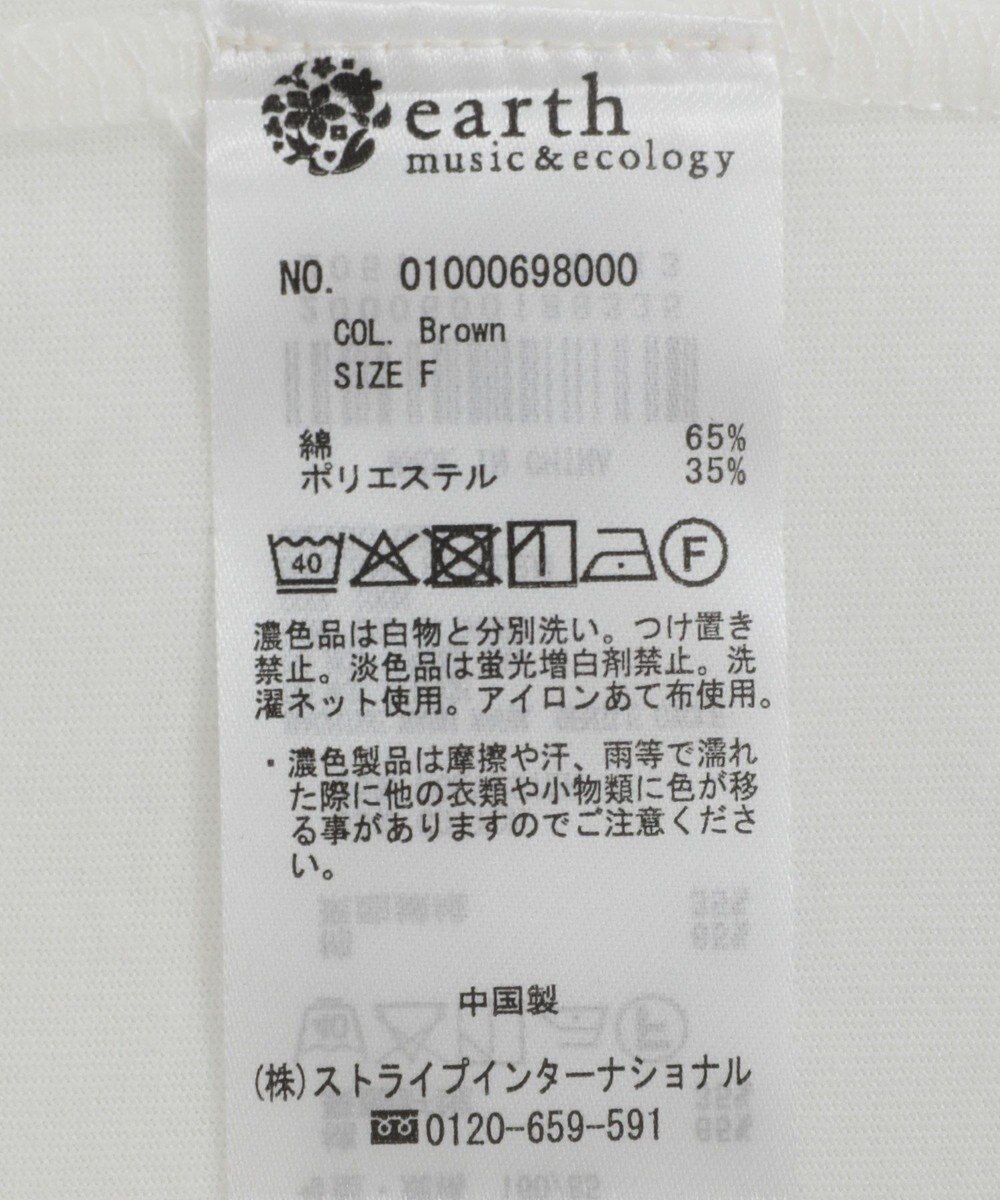 earth
music&ecology
NO. 01000698000
COL. Brown
SIZE F
綿 65%
ポリエステル 35%
40 F
濃色品は白物と分別洗い。つけ置き
禁止。淡色品は蛍光増白剤禁止。洗
濯ネット使用。アイロンあて布使用。
・濃色製品は摩擦や汗、雨等で濡れ
た際に他の衣類や小物類に色が移
る事がありますのでご注意くださ
い。
中国製
(株)ストライプインターナショナル
0120-659-591